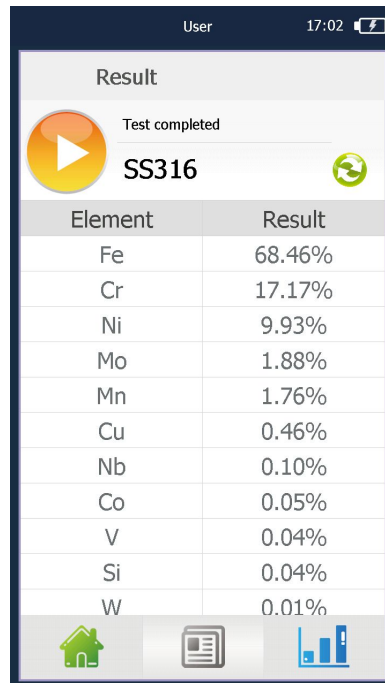 User 17:02
Result
Test completed
SS316
Element Result
Fe 68.46%
Cr 17.17%
Ni 9.93%
Mo 1.88%
Mn 1.76%
Cu 0.46%
Nb 0.10%
Co 0.05%
V 0.04%
Si 0.04%
W 0.01%